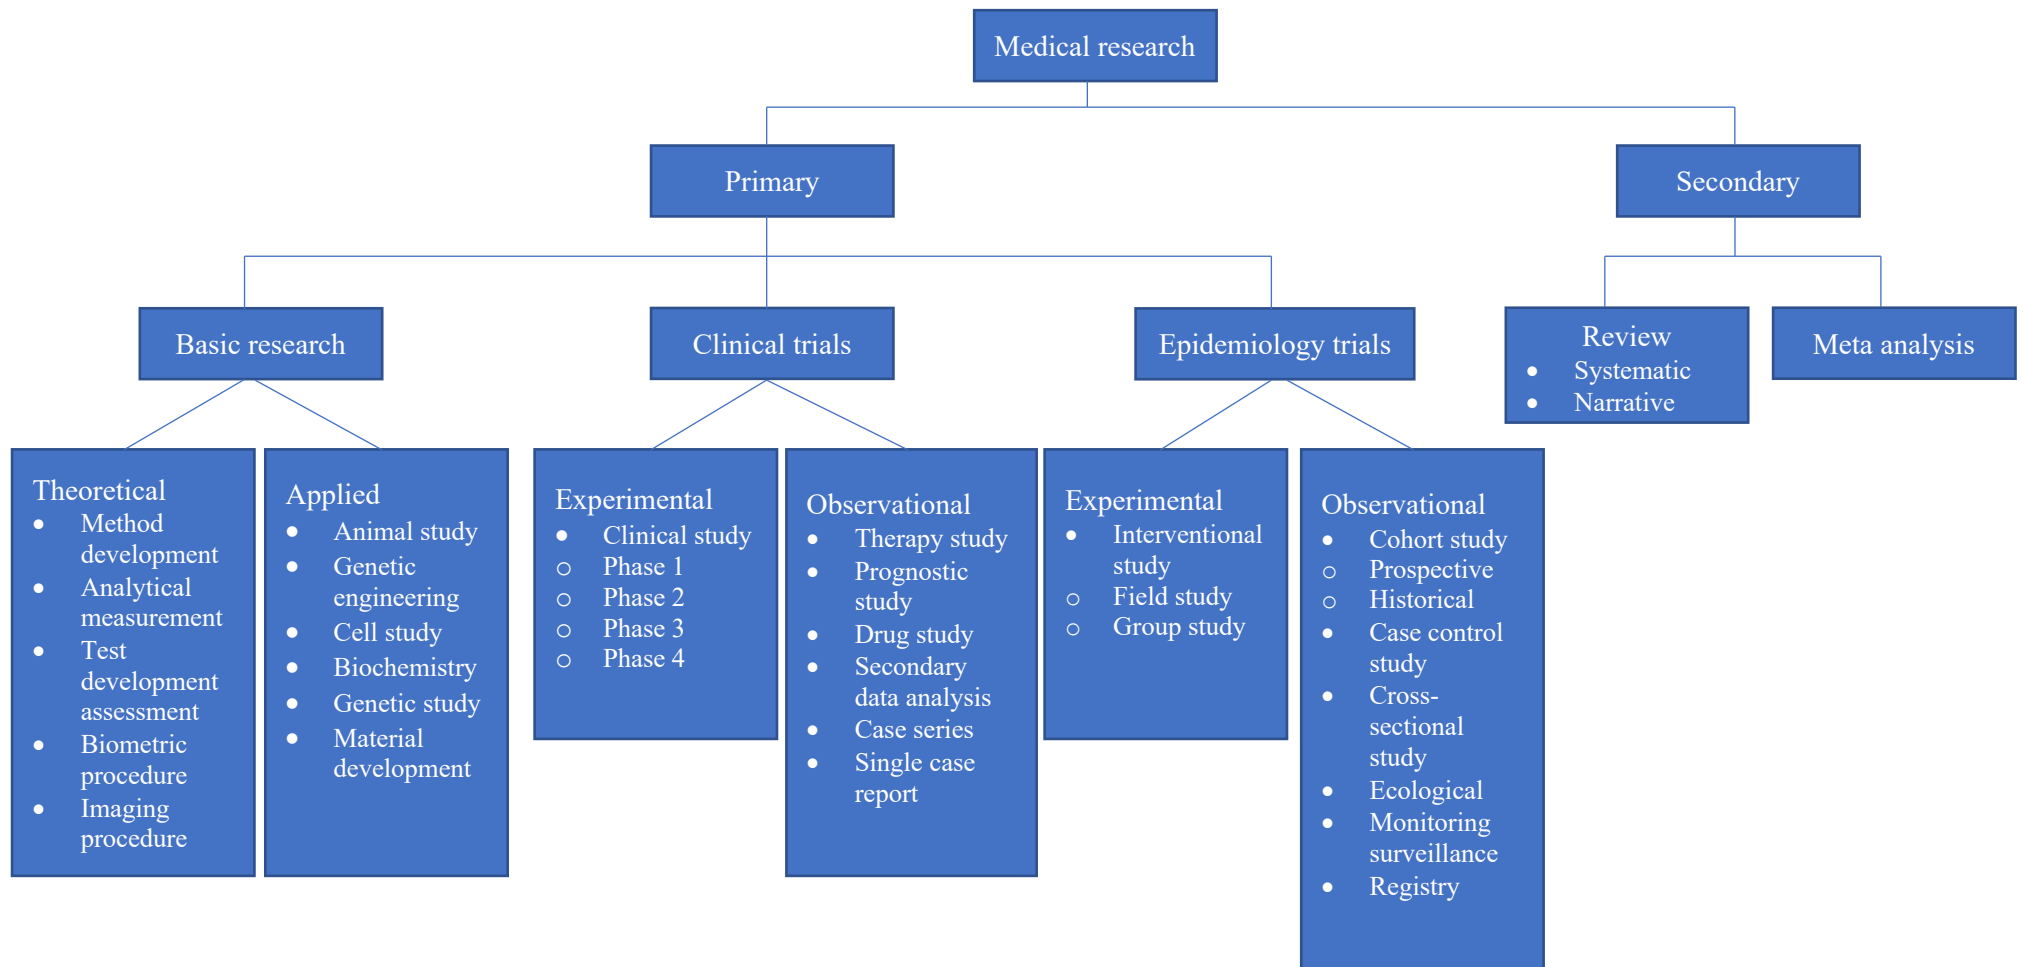 Medical research
Primary
Secondary
Basic research
Clinical trials
Epidemiology trials
Review
• Systematic
• Narrative
Meta analysis
Theoretical
• Method
development
• Analytical
measurement
• Test
development
assessment
• Biometric
procedure
• Imaging
procedure
Applied
• Animal study
• Genetic
engineering
• Cell study
• Biochemistry
• Genetic study
• Material
development
Experimental
• Clinical study
○ Phase 1
○ Phase 2
○ Phase 3
○ Phase 4
Observational
• Therapy study
• Prognostic
study
• Drug study
• Secondary
data analysis
• Case series
• Single case
report
Experimental
• Interventional
study
○ Field study
○ Group study
Observational
• Cohort study
○ Prospective
○ Historical
• Case control
study
• Cross-
sectional
study
• Ecological
• Monitoring
surveillance
• Registry